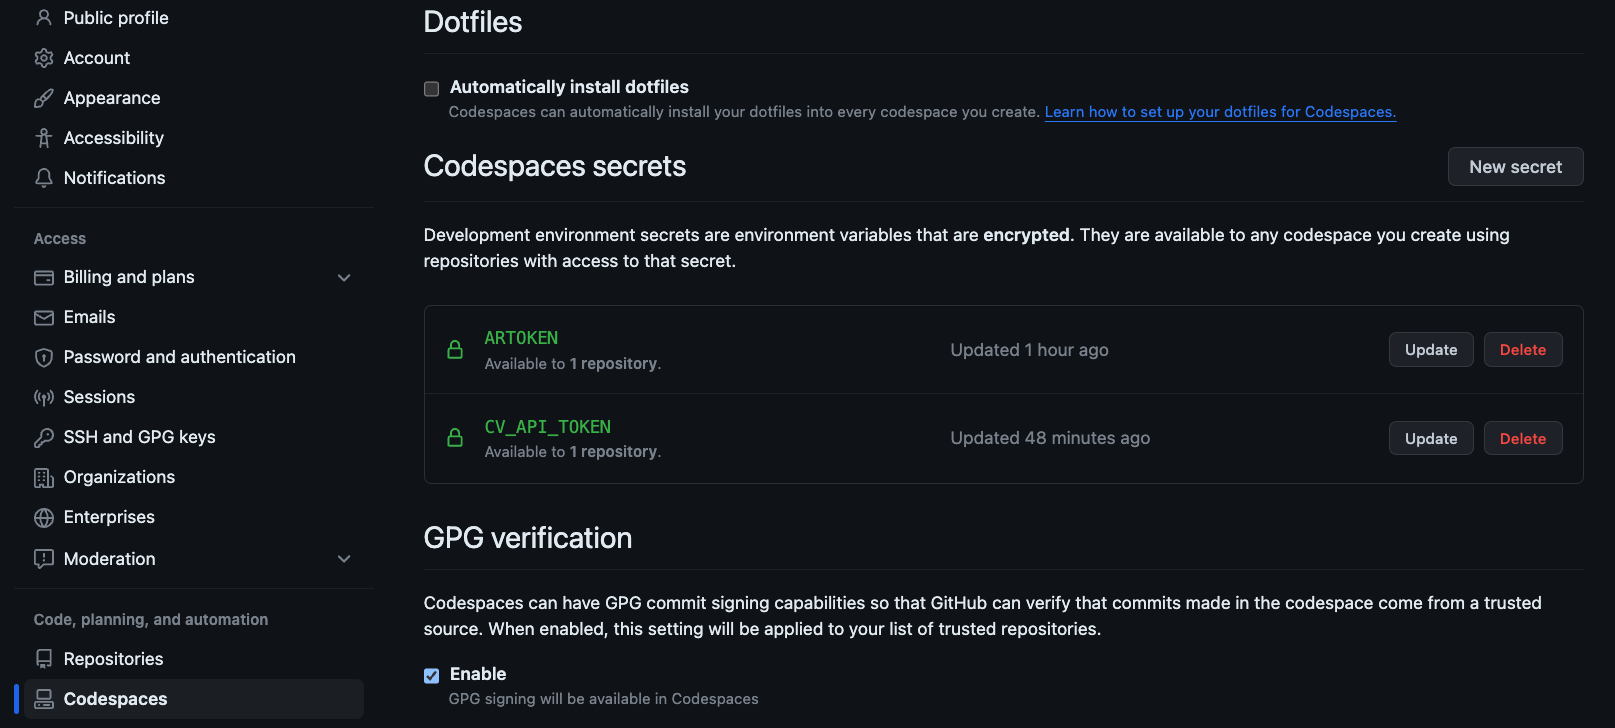 Public profile
Account
Appearance
Accessibility
Notifications
Access
Billing and plans
Emails
Password and authentication
Sessions
SSH and GPG keys
Organizations
Enterprises
Moderation
Code, planning, and automation
Repositories
Codespaces
Dotfiles
Automatically install dotfiles
Codespaces can automatically install your dotfiles into every codespace you create. Learn how to set up your dotfiles for Codespaces.
Codespaces secrets
New secret
Development environment secrets are environment variables that are encrypted. They are available to any codespace you create using
repositories with access to that secret.
ARTOKEN
Available to 1 repository.
Updated 1 hour ago
Update
Delete
CV_API_TOKEN
Available to 1 repository.
Updated 48 minutes ago
Update
Delete
GPG verification
Codespaces can have GPG commit signing capabilities so that GitHub can verify that commits made in the codespace come from a trusted
source. When enabled, this setting will be applied to your list of trusted repositories.
Enable
GPG signing will be available in Codespaces